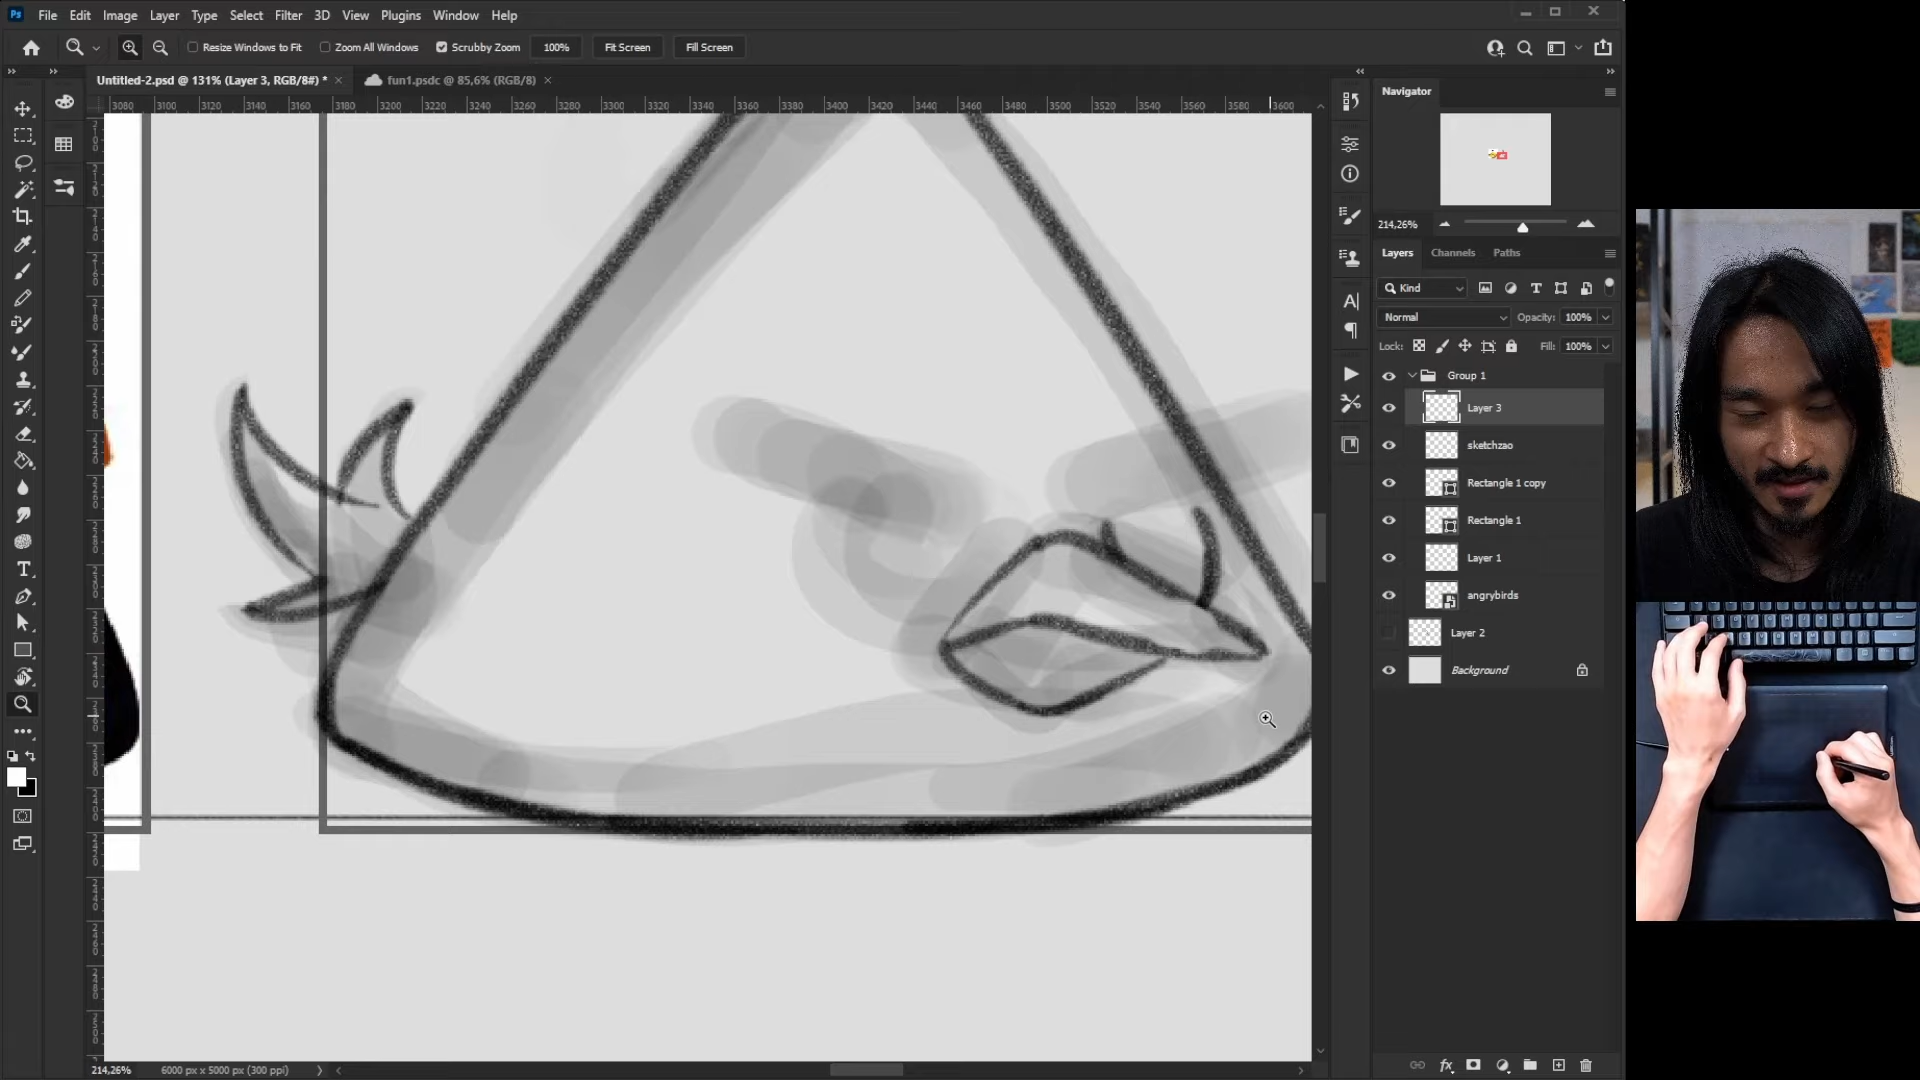 Ps File Edit Image Layer Type Select Filter 3D View Plugins Window Help
Resize Windows to Fit Zoom All Windows Scrubby Zoom 100% Fit Screen Fill Screen
Untitled-2.psd @ 131% (Layer 3, RGB/8#) * × fun1.psdc @ 85,6% (RGB/8) ×
3080 3100 3120 3140 3160 3180 3200 3220 3240 3260 3280 3300 3320 3340 3360 3380 3400 3420 3440 3460 3480 3500 3520 3540 3560 3580 3600
Navigator
214,26%
Layers Channels Paths
Kind
Normal Opacity: 100%
Lock: Fill: 100%
Group 1
Layer 3
sketchzao
Rectangle 1 copy
Rectangle 1
Layer 1
angrybirds
Layer 2
Background
214,26% 6000 px x 5000 px (300 ppi)